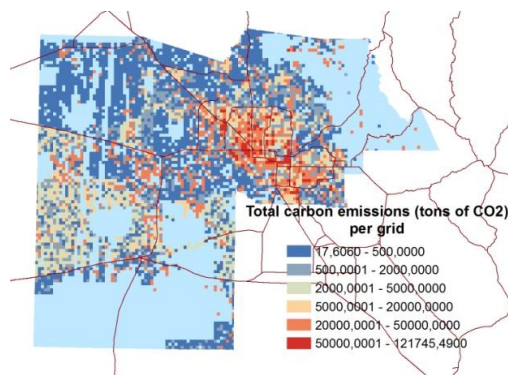 Total carbon emissions (tons of CO2)
per grid
17,6060 - 500,0000
500,0001 - 2000,0000
2000,0001 - 5000,0000
5000,0001 - 20000,0000
20000,0001 - 50000,0000
50000,0001 - 121745,4900